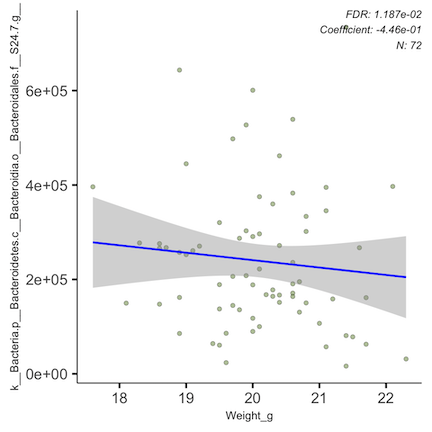 FDR: 1.187e-02
Coefficient: -4.46e-01
N: 72
k__Bacteria.p__Bacteroidetes.c__Bacteroidia.o__Bacteroidales.f__S24.7.g__
6e+05
4e+05
2e+05
0e+00
18 19 20 21 22
Weight_g